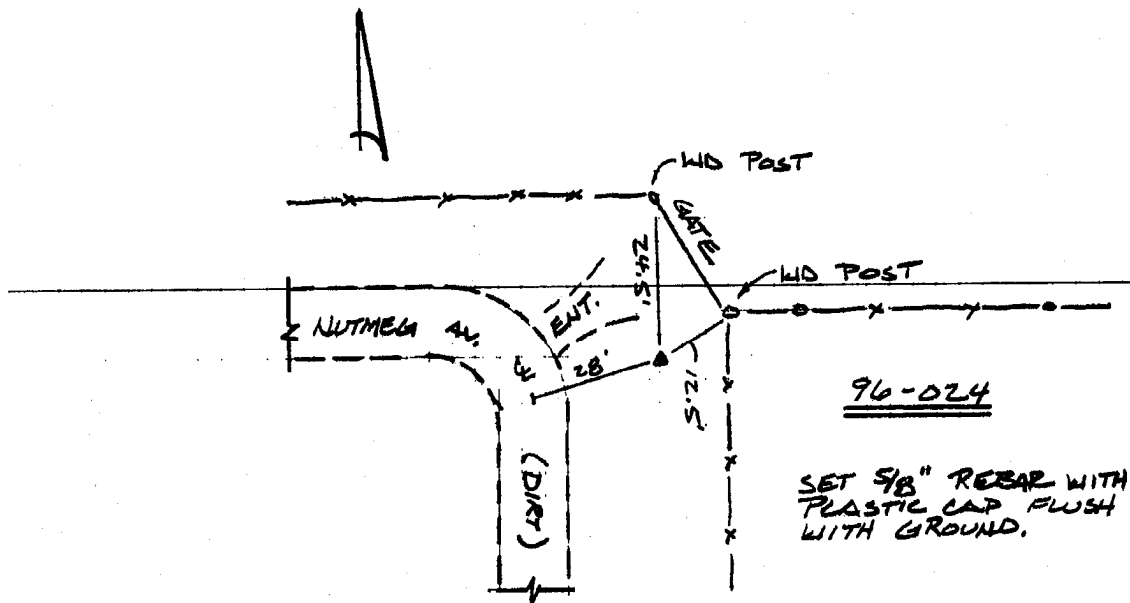 WD POST
GATE
24.5'
WD POST
ENT.
NUTMEG AV.
℄
28'
12.5'
96-024
(DIRT)
SET 5/8" REBAR WITH
PLASTIC CAP FLUSH
WITH GROUND.